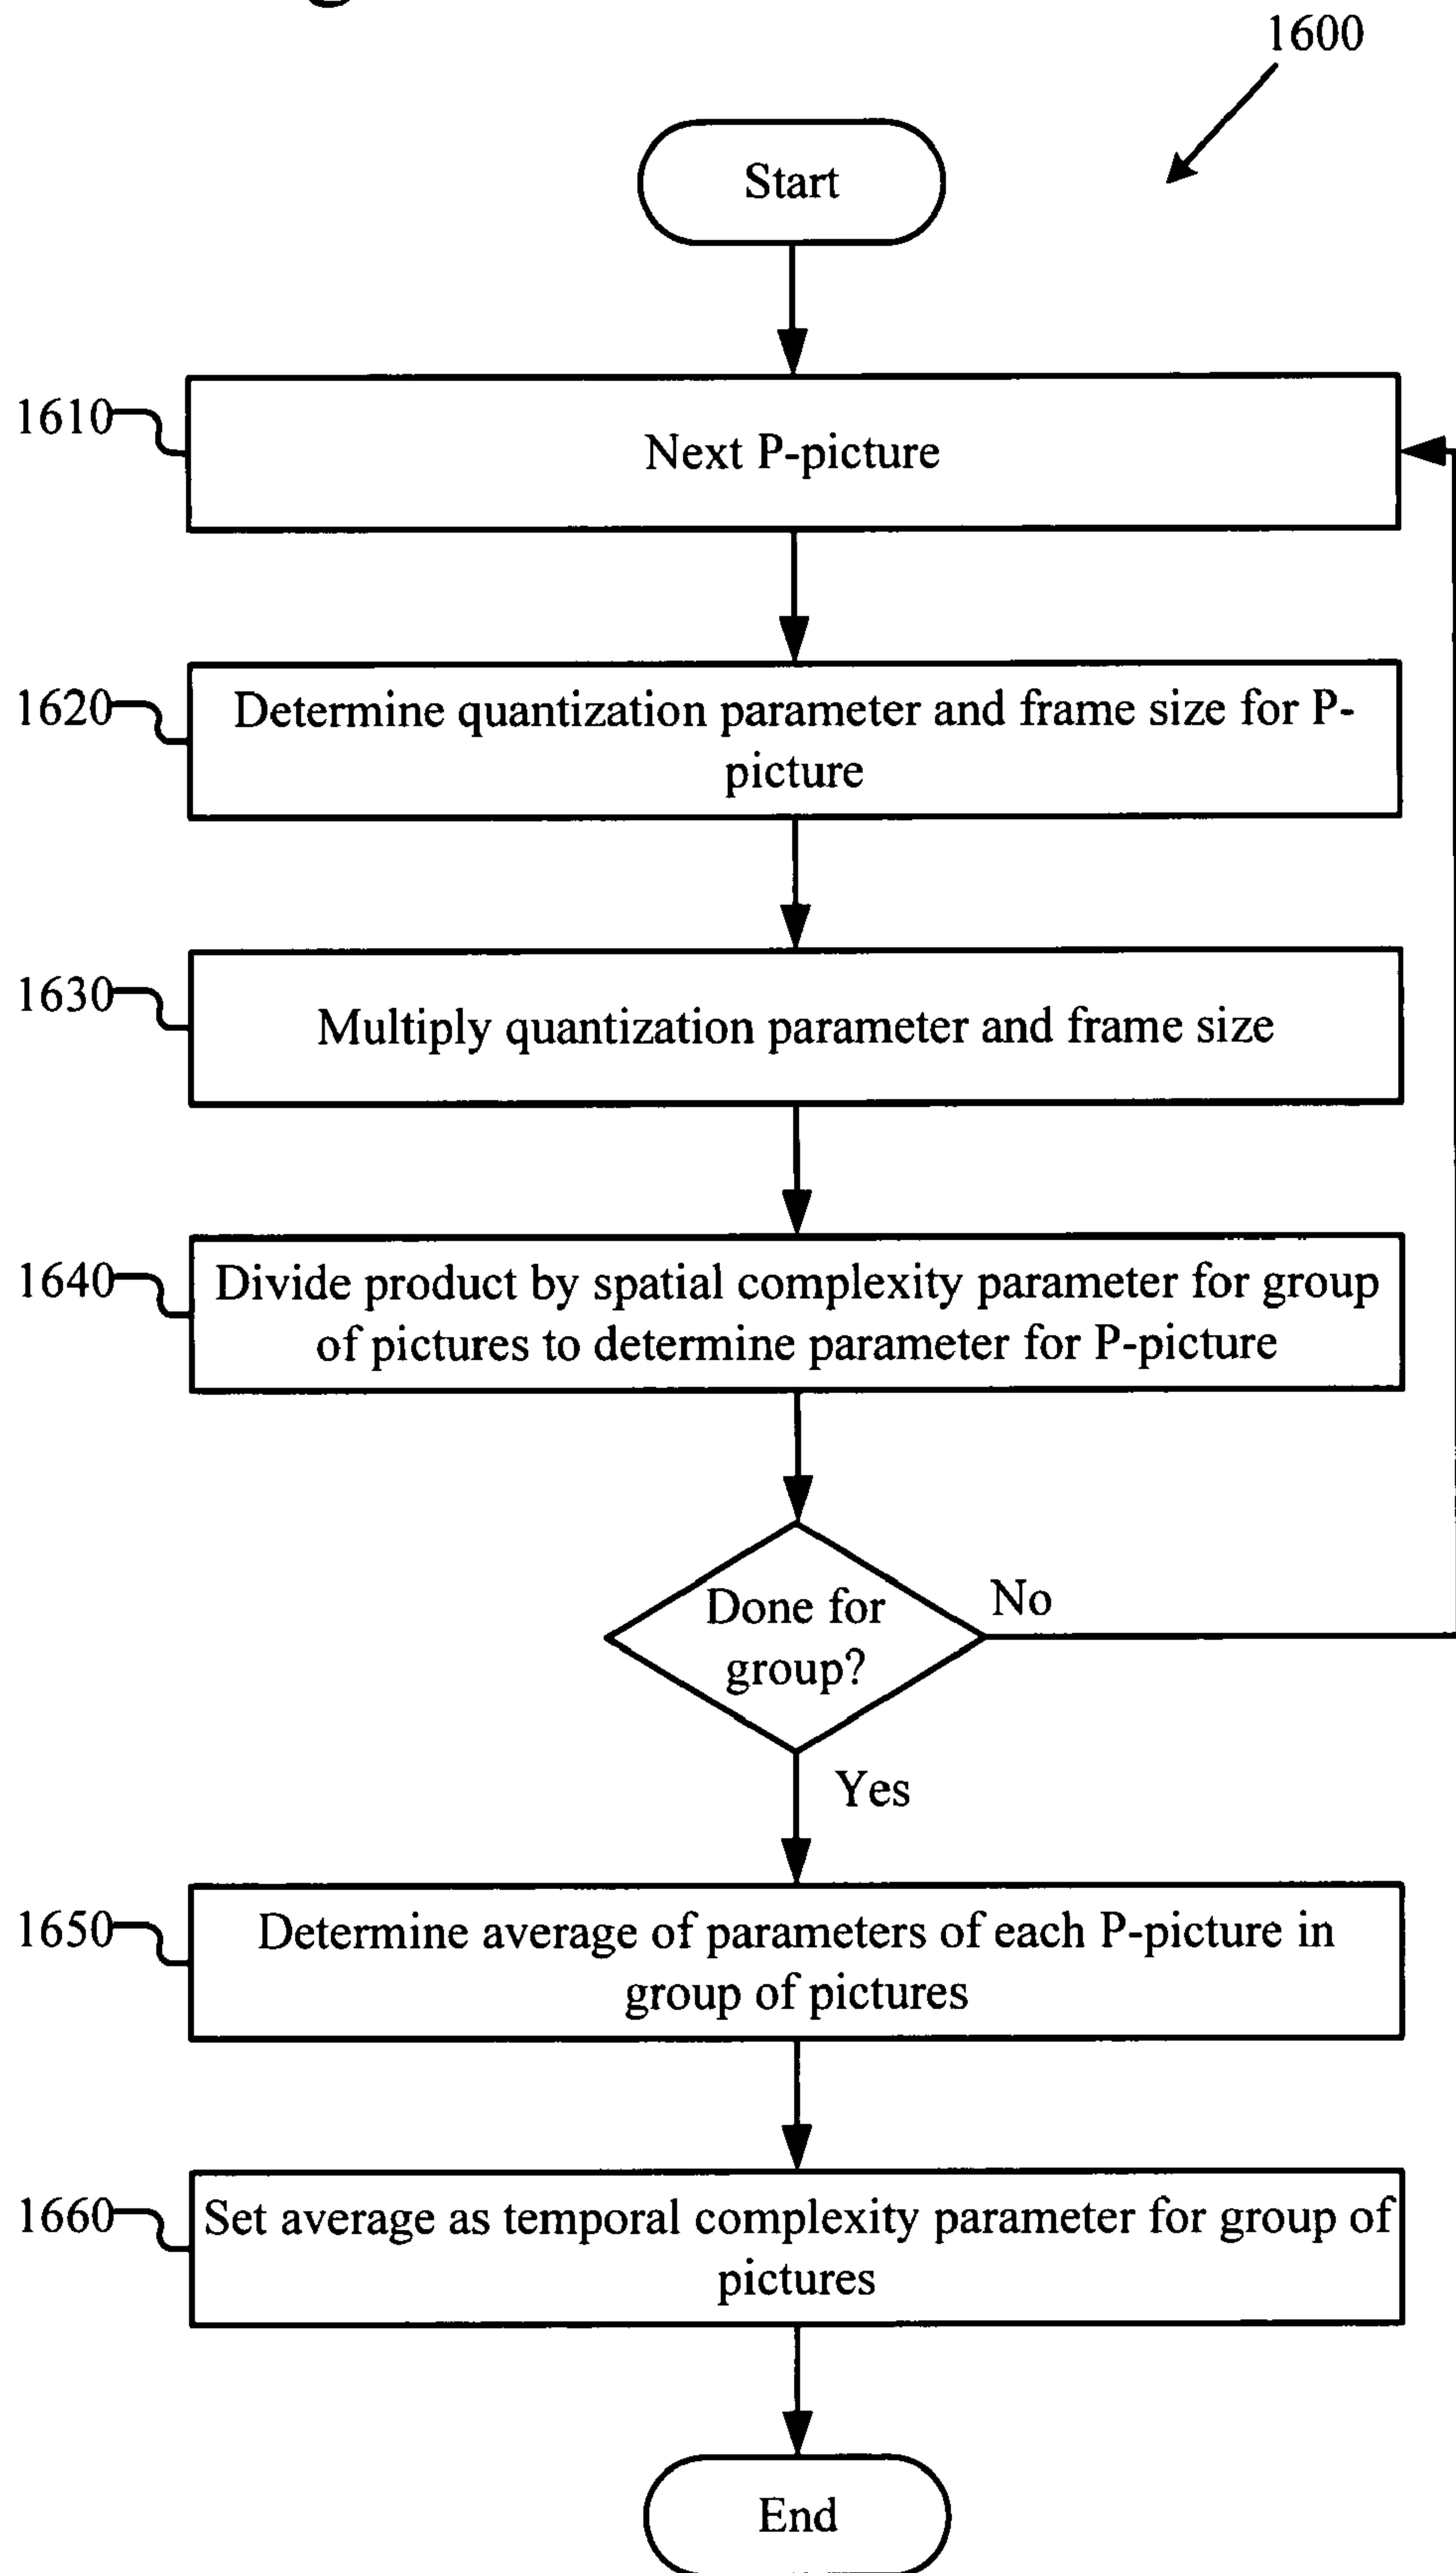 1600
Start
1610
Next P-picture
1620
Determine quantization parameter and frame size for P-
picture
1630
Multiply quantization parameter and frame size
1640
Divide product by spatial complexity parameter for group
of pictures to determine parameter for P-picture
Done for
group?
No
Yes
1650
Determine average of parameters of each P-picture in
group of pictures
1660
Set average as temporal complexity parameter for group of
pictures
End